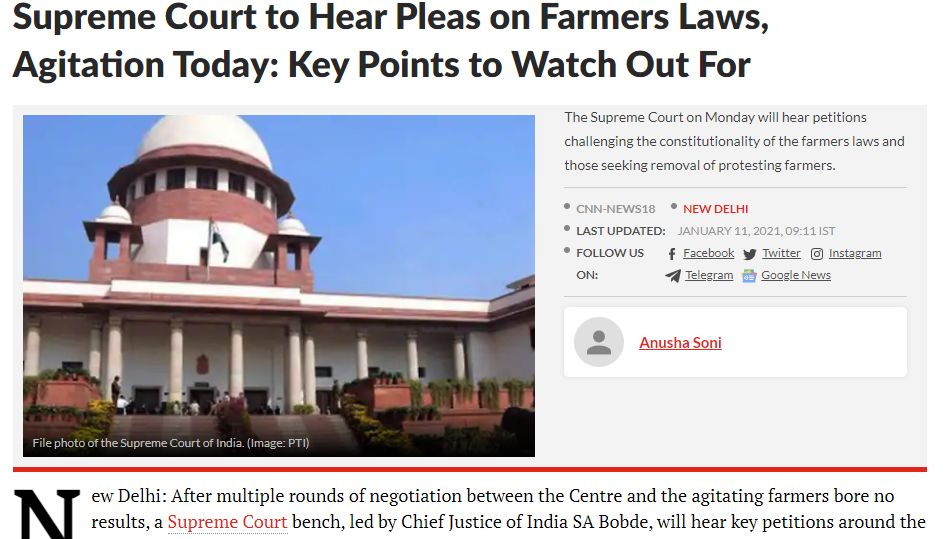 Supreme Court to Hear Pleas on Farmers Laws,
Agitation Today: Key Points to Watch Out For
The Supreme Court on Monday will hear petitions
challenging the constitutionality of the farmers laws and
those seeking removal of protesting farmers.
CNN-NEWS18 NEW DELHI
LAST UPDATED: JANUARY 11, 2021, 09:11 IST
FOLLOW US ON: Facebook Twitter Instagram
Telegram Google News
Anusha Soni
File photo of the Supreme Court of India. (Image: PTI)
New Delhi: After multiple rounds of negotiation between the Centre and the agitating farmers bore no
results, a Supreme Court bench, led by Chief Justice of India SA Bobde, will hear key petitions around the